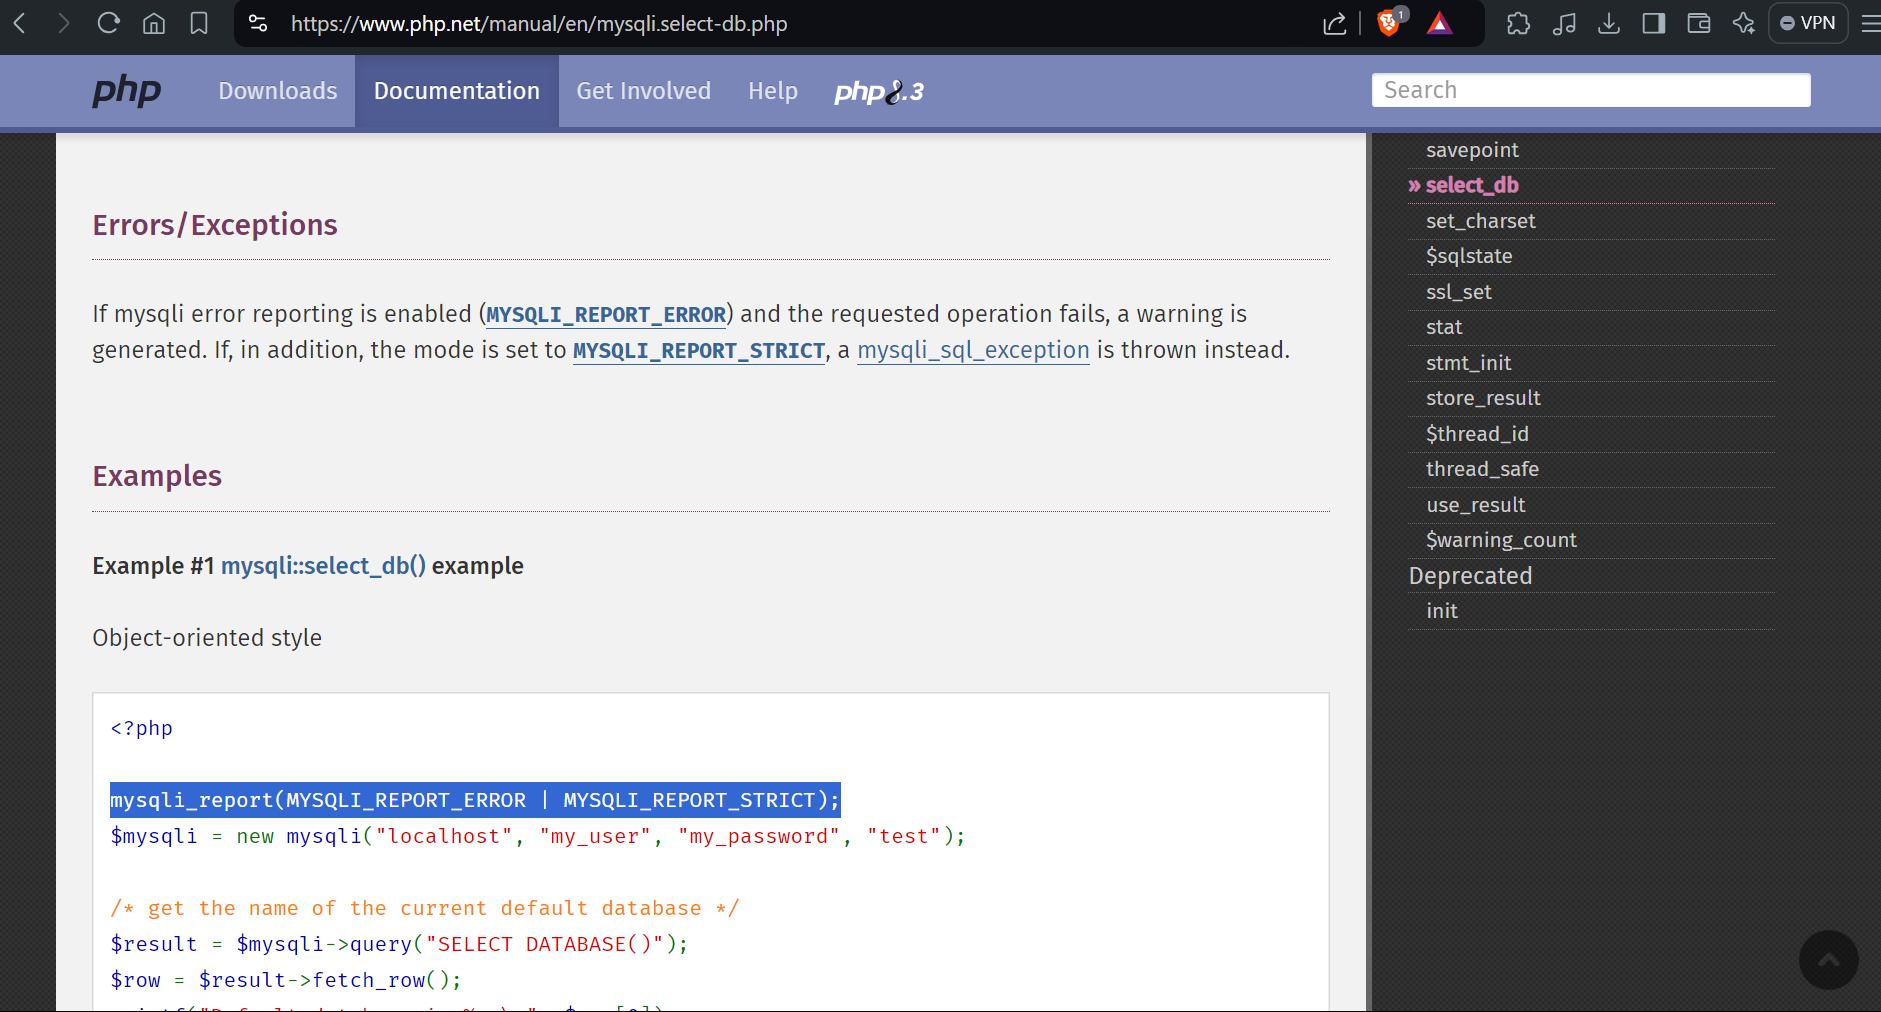 https://www.php.net/manual/en/mysqli.select-db.php
1
VPN
php
Downloads
Documentation
Get Involved
Help
php8.3
Search
Errors/Exceptions
If mysqli error reporting is enabled (MYSQLI_REPORT_ERROR) and the requested operation fails, a warning is
generated. If, in addition, the mode is set to MYSQLI_REPORT_STRICT, a mysqli_sql_exception is thrown instead.
Examples
Example #1 mysqli::select_db() example
Object-oriented style
<?php
mysqli_report(MYSQLI_REPORT_ERROR | MYSQLI_REPORT_STRICT);
$mysqli = new mysqli("localhost", "my_user", "my_password", "test");
/* get the name of the current default database */
$result = $mysqli->query("SELECT DATABASE()");
$row = $result->fetch_row();
savepoint
» select_db
set_charset
$sqlstate
ssl_set
stat
stmt_init
store_result
$thread_id
thread_safe
use_result
$warning_count
Deprecated
init